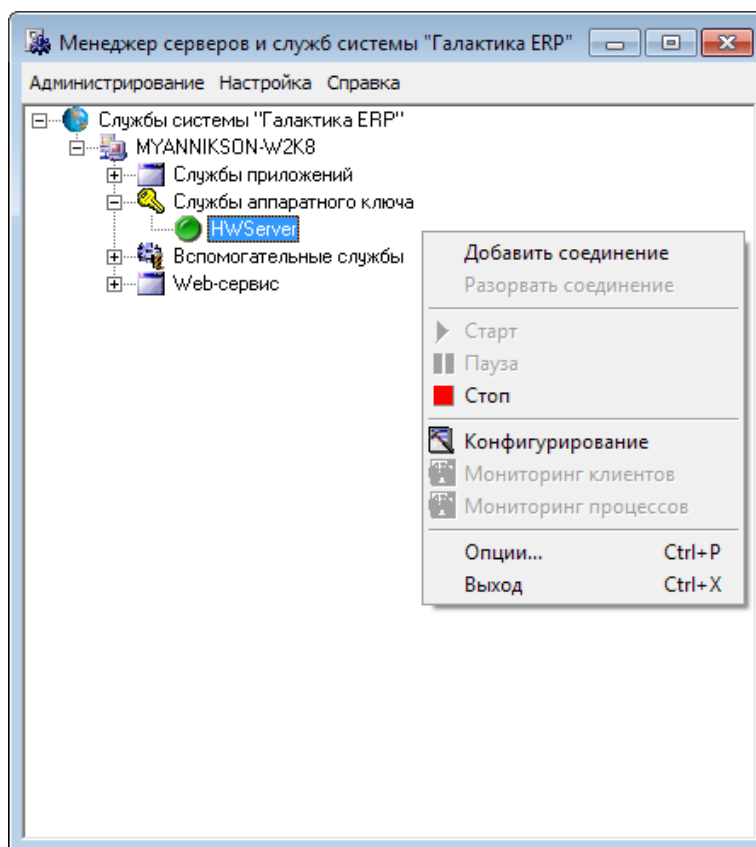 Менеджер серверов и служб системы "Галактика ERP"
Администрирование Настройка Справка
Службы системы "Галактика ERP"
MYANNIKSON-W2K8
Службы приложений
Службы аппаратного ключа
HWServer
Вспомогательные службы
Web-сервис
Добавить соединение
Разорвать соединение
Старт
Пауза
Стоп
Конфигурирование
Мониторинг клиентов
Мониторинг процессов
Опции... Ctrl+P
Выход Ctrl+X